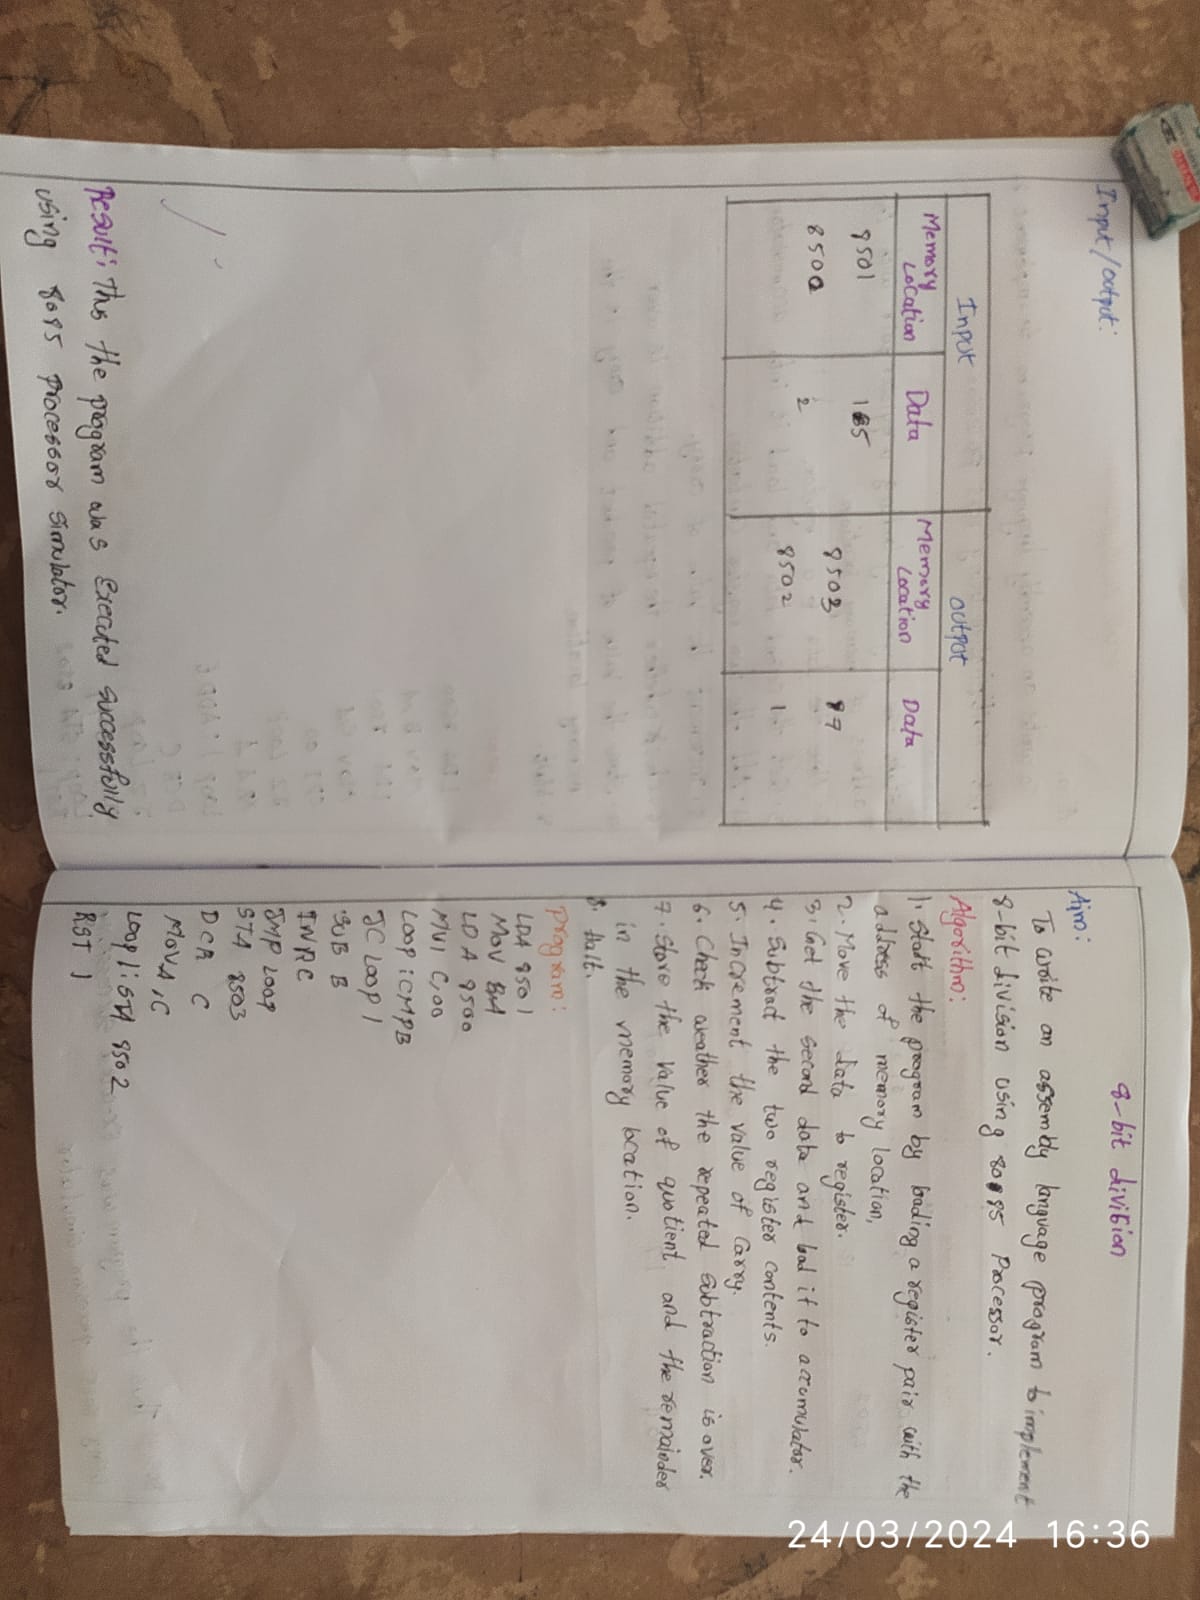 8-bit division
Aim:
To write an assembly language program to implement
8-bit division using 8085 Processor.
Algorithm:
1. Start the program by loading a register pair with the
address of memory location,
2. Move the data to register.
3. Get the second data and load it to accumulator.
4. Subtract the two register contents.
5. Increment the value of carry.
6. Check weather the repeated subtraction is over.
7. Store the value of quotient and the remainder
in the memory location.
8. Halt.
Program:
LDA 8501
MOV B,A
LDA 8500
MVI C,00
Loop: CMP B
JC Loop 1
SUB B
INR C
JMP Loop
STA 8503
DCR C
MOV A,C
Loop 1: STA 8502
RST 1
Input/output:
Input output
Memory Location Data Memory Location Data
8501 8503
8500 2 8502 1
Result: Thus the program was Executed Successfully
using 8085 processor simulator.
24/03/2024 16:36